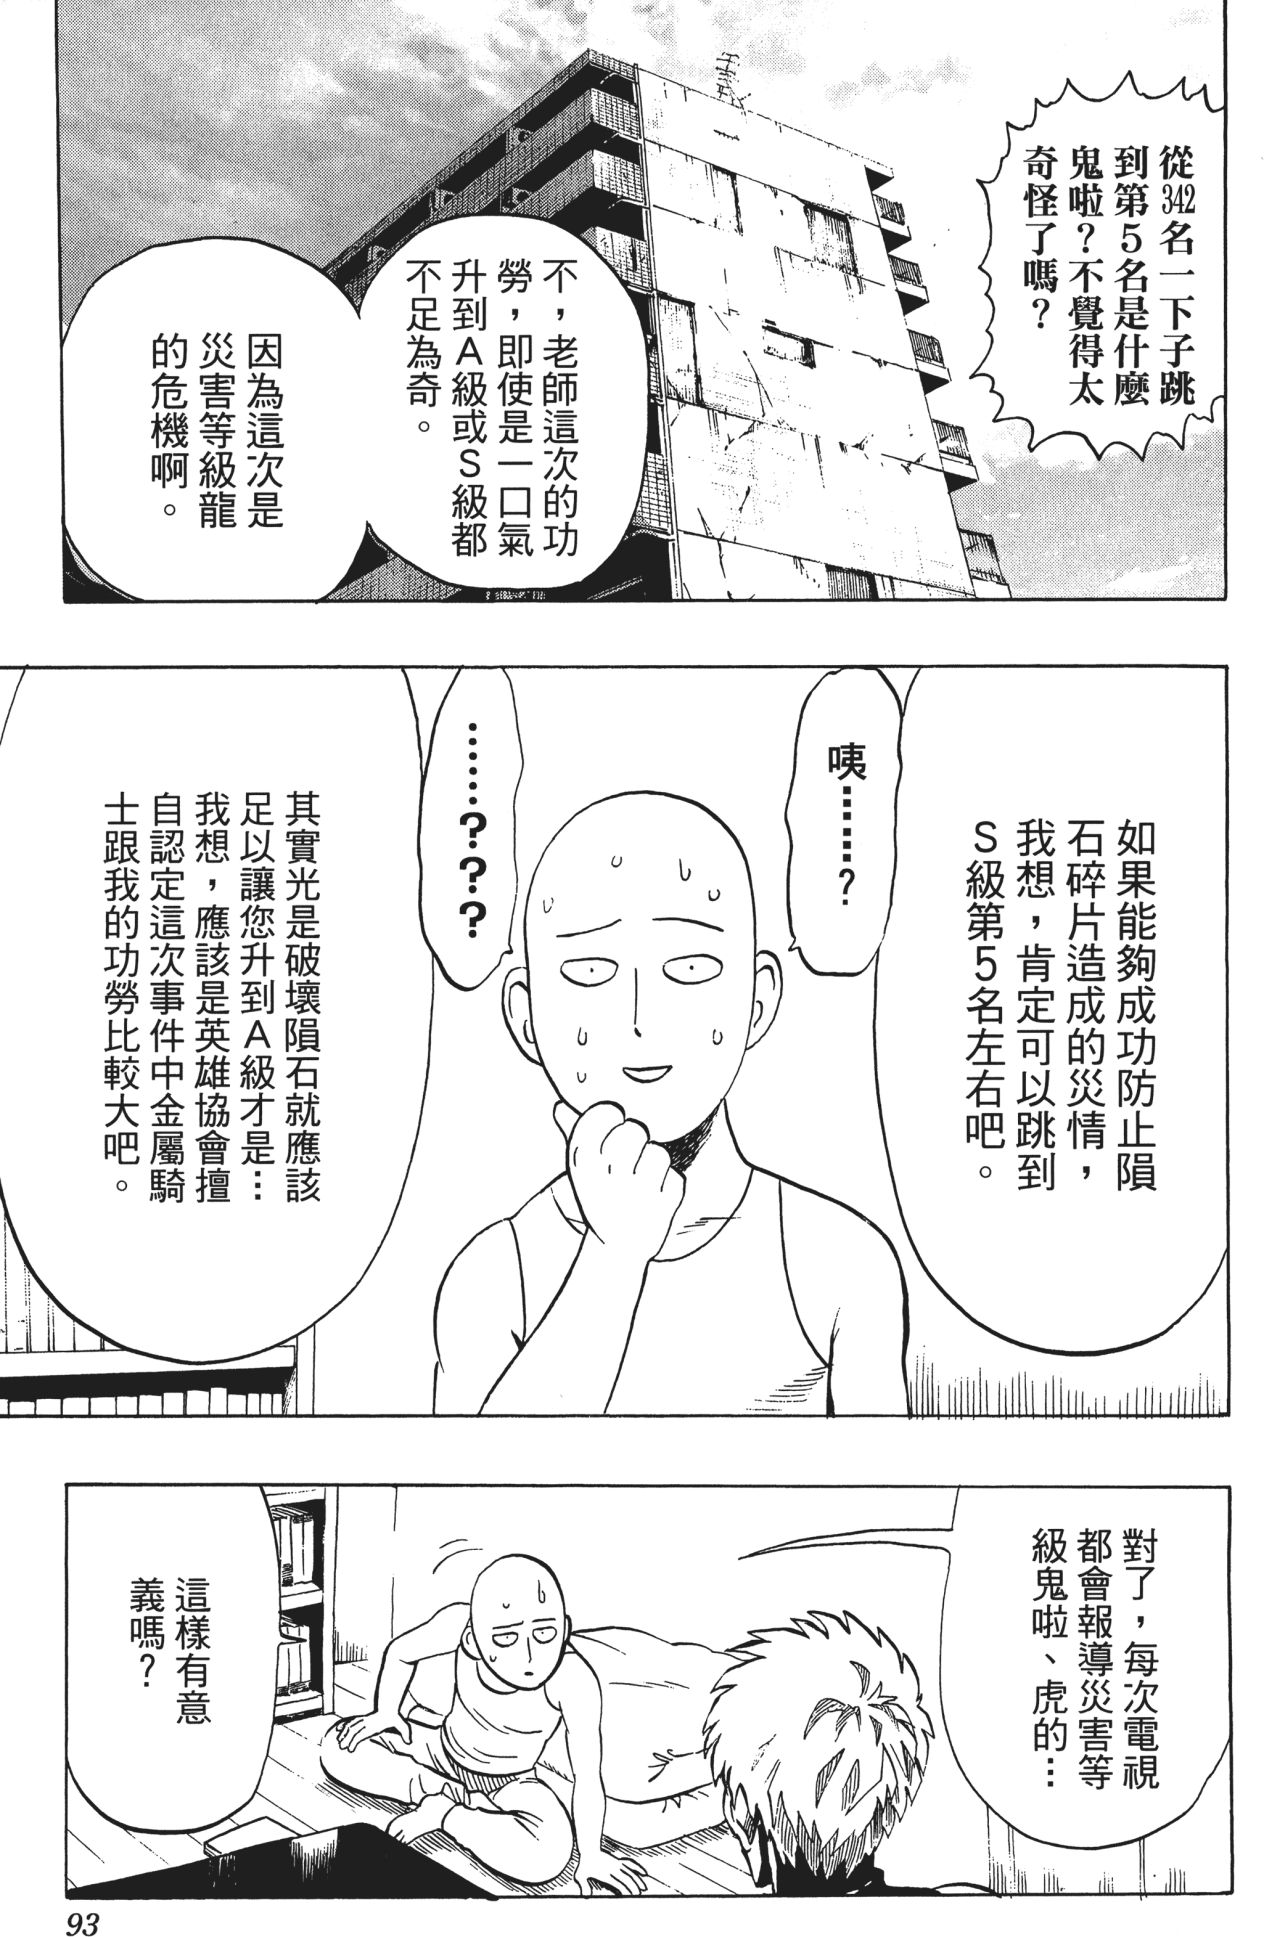 從342名一下子跳
到第5名是什麼
鬼啦？不覺得太
奇怪了嗎？
不，老師這次的功
勞，即使是一口氣
升到A級或S級都
不足為奇。
因為這次是
災害等級龍
的危機啊。
如果能夠成功防止隕
石碎片造成的災情，
我想，肯定可以跳到
S級第5名左右吧。
咦………？
………？？？
其實光是破壞隕石就應該
足以讓您升到A級才是…
我想，應該是英雄協會擅
自認定這次事件中金屬騎
士跟我的功勞比較大吧。
對了，每次電視
都會報導災害等
級鬼啦、虎的…
這樣有意
義嗎？
93